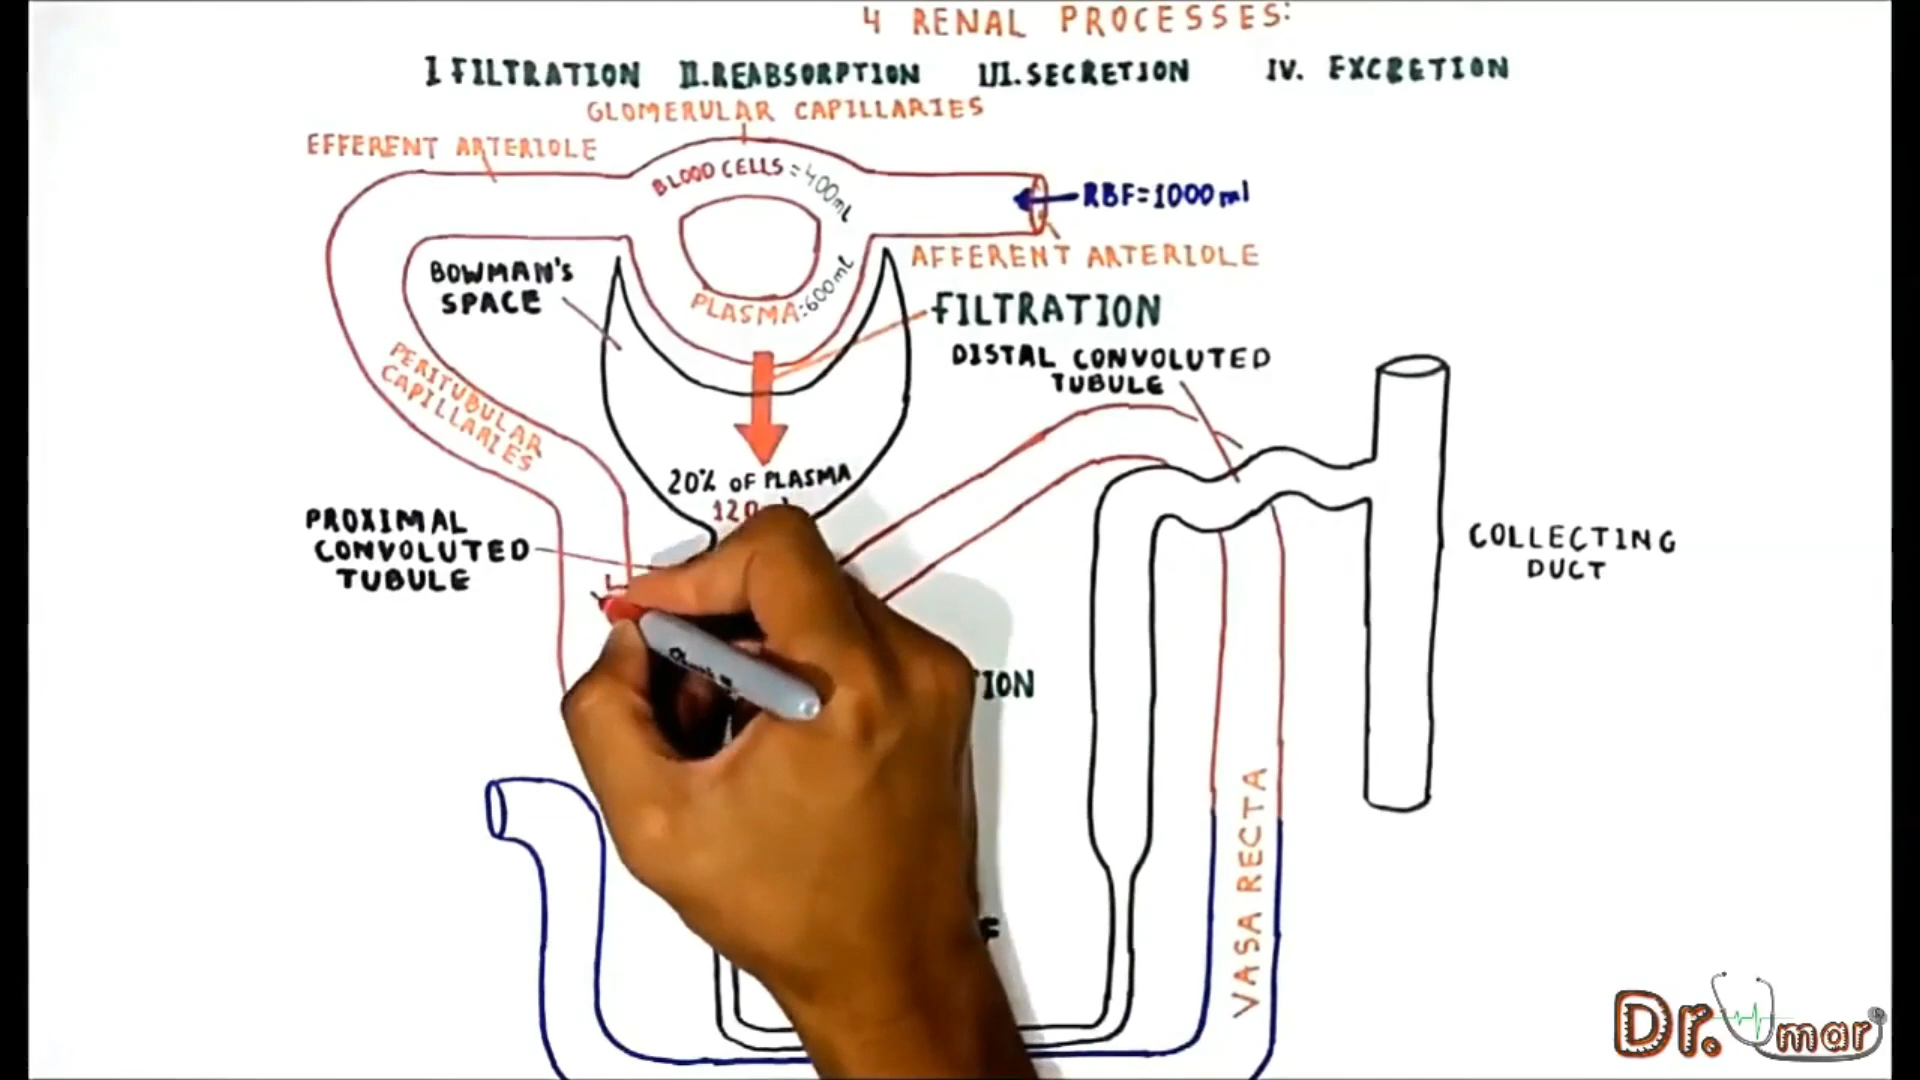 4 RENAL PROCESSES:
I FILTRATION II. REABSORPTION III. SECRETION IV. EXCRETION
GLOMERULAR CAPILLARIES
EFFERENT ARTERIOLE
BLOOD CELLS = 400ml
RBF=1000ml
AFFERENT ARTERIOLE
BOWMAN's
SPACE
PLASMA:600ml
FILTRATION
DISTAL CONVOLUTED
TUBULE
PERITUBULAR
CAPILLARIES
20% OF PLASMA
120
PROXIMAL
CONVOLUTED
TUBULE
COLLECTING
DUCT
TION
VASA RECTA
F
Dr. Umar